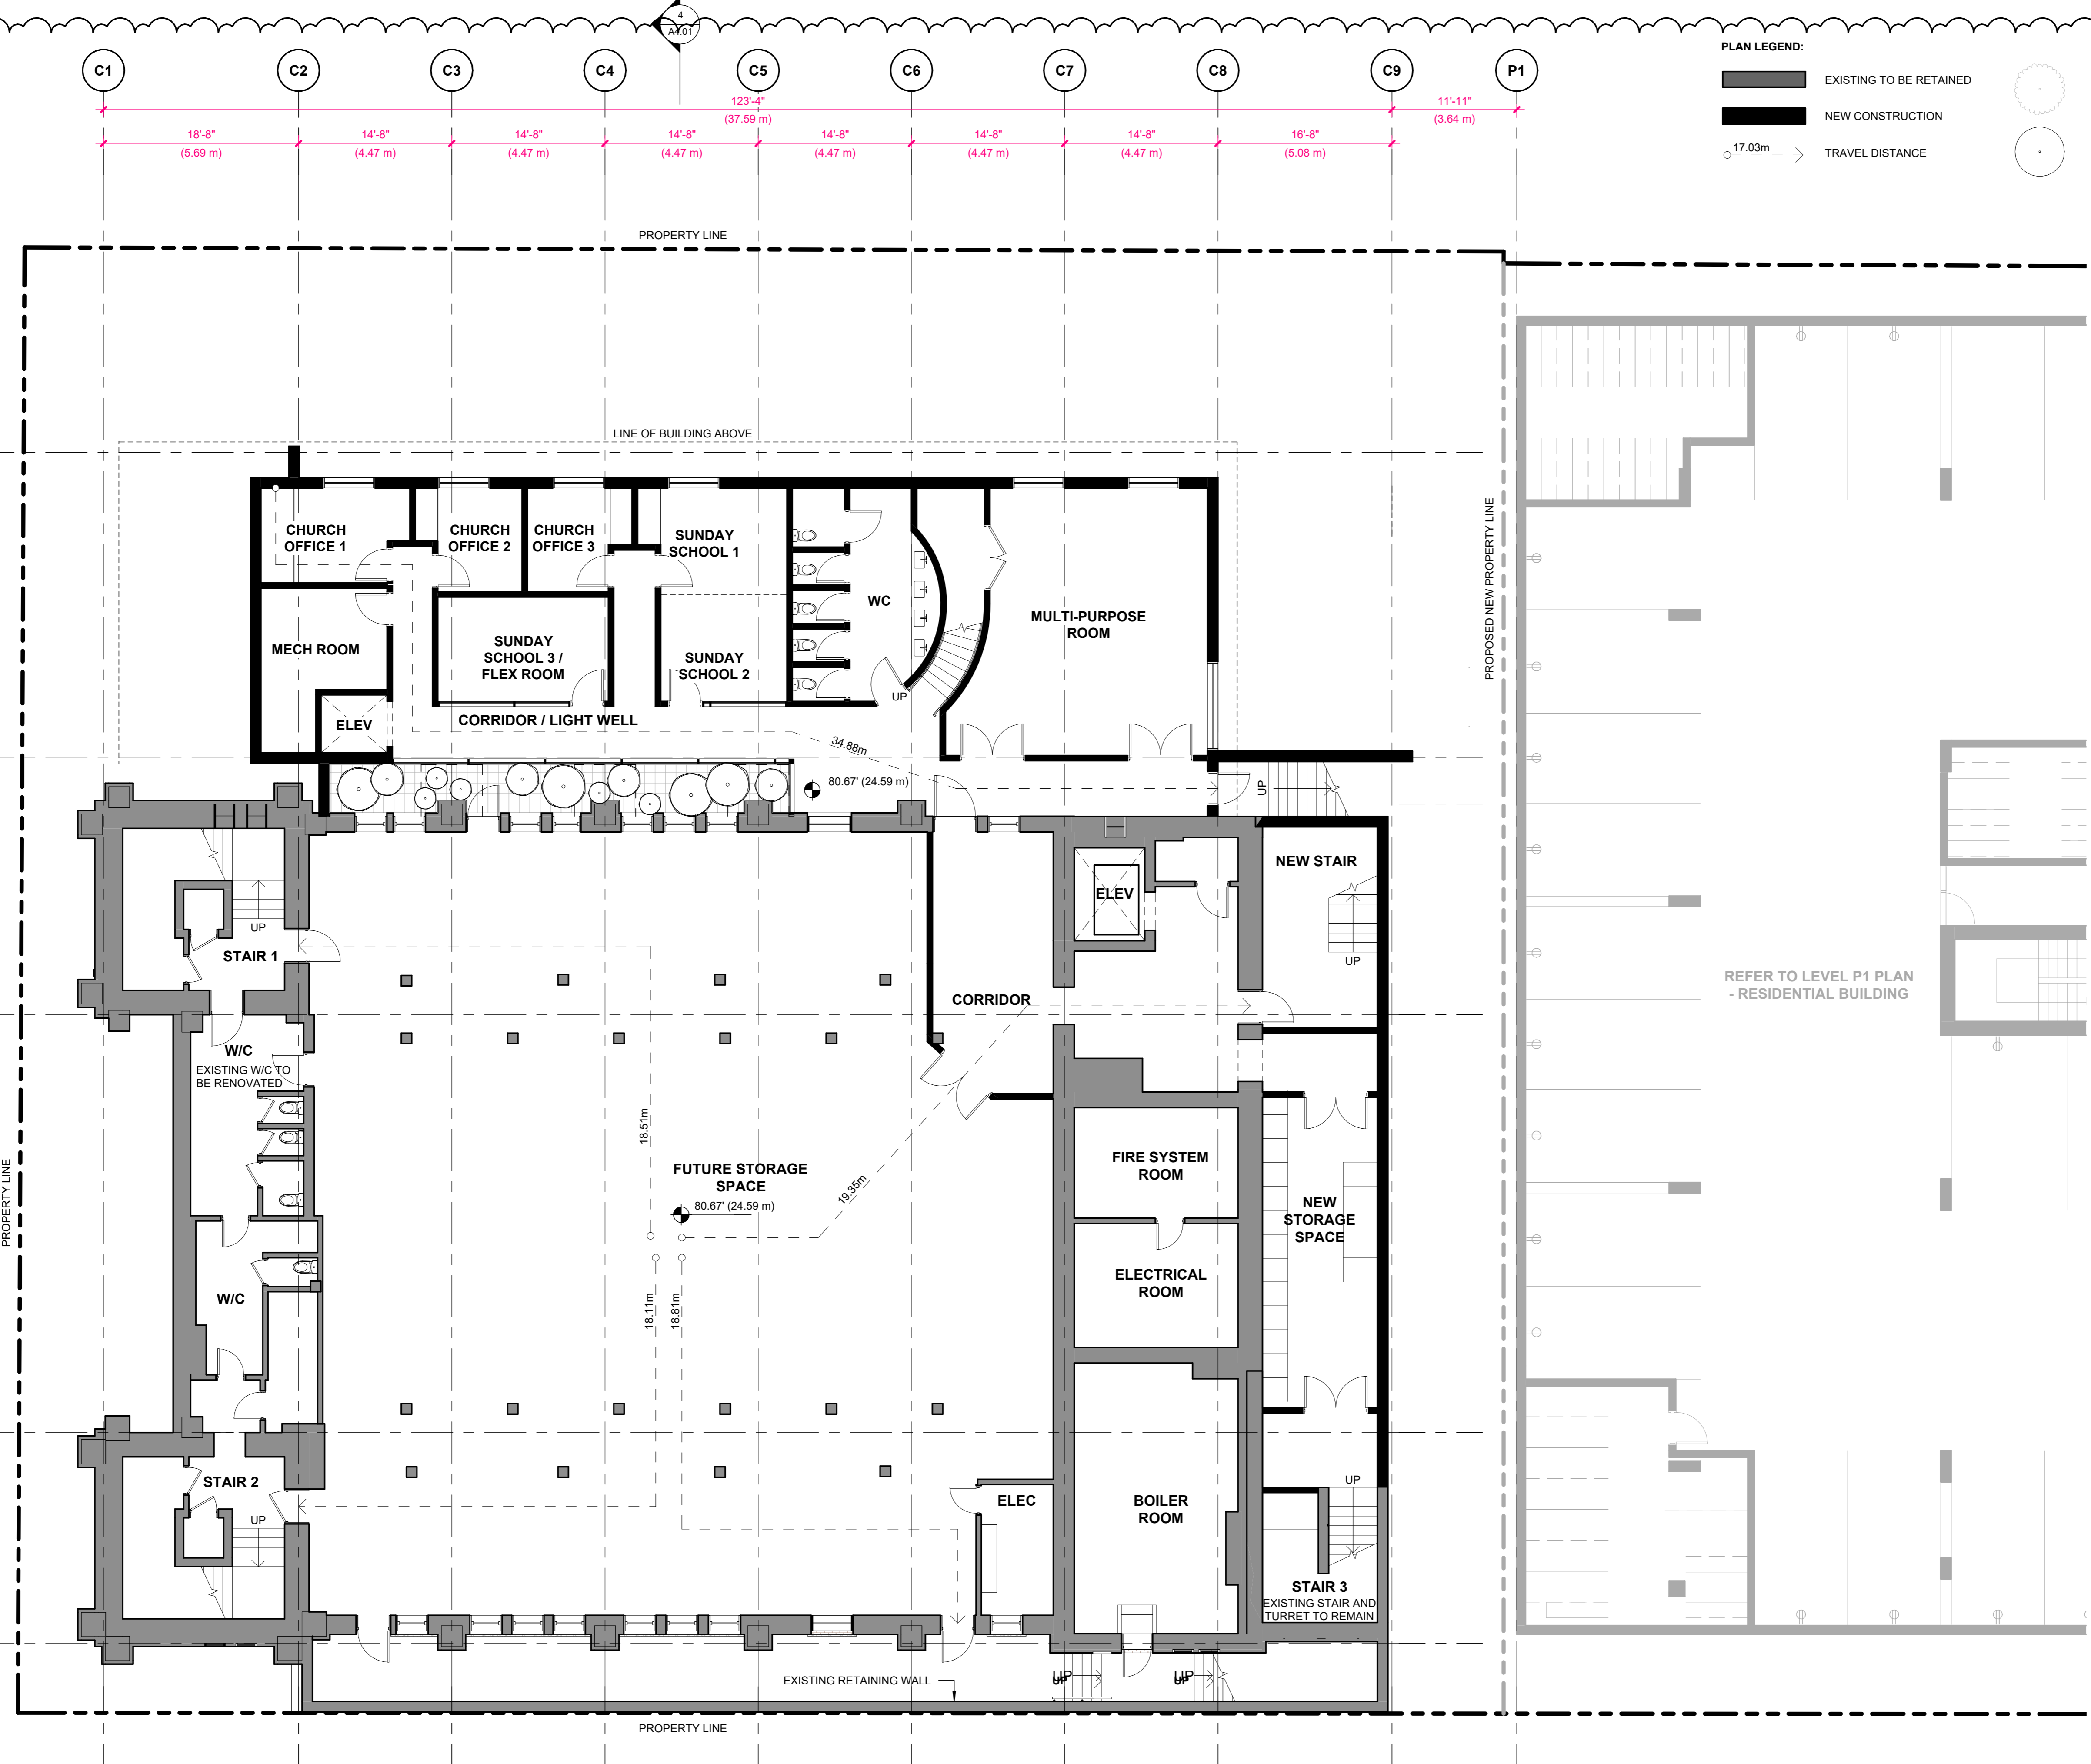 4
A4.01
C1
C2
C3
C4
C5
C6
C7
C8
C9
P1
PLAN LEGEND:
EXISTING TO BE RETAINED
NEW CONSTRUCTION
17.03m
TRAVEL DISTANCE
123'-4"
(37.59 m)
11'-11"
(3.64 m)
18'-8"
(5.69 m)
14'-8"
(4.47 m)
14'-8"
(4.47 m)
14'-8"
(4.47 m)
14'-8"
(4.47 m)
14'-8"
(4.47 m)
14'-8"
(4.47 m)
16'-8"
(5.08 m)
PROPERTY LINE
LINE OF BUILDING ABOVE
PROPOSED NEW PROPERTY LINE
CHURCH
OFFICE 1
CHURCH
OFFICE 2
CHURCH
OFFICE 3
SUNDAY
SCHOOL 1
WC
MULTI-PURPOSE
ROOM
MECH ROOM
SUNDAY
SCHOOL 3 /
FLEX ROOM
SUNDAY
SCHOOL 2
UP
ELEV
CORRIDOR / LIGHT WELL
34.88m
80.67' (24.59 m)
UP
NEW STAIR
ELEV
UP
STAIR 1
UP
CORRIDOR
REFER TO LEVEL P1 PLAN
- RESIDENTIAL BUILDING
W/C
EXISTING W/C TO
BE RENOVATED
18.51m
FUTURE STORAGE
SPACE
80.67' (24.59 m)
19.35m
FIRE SYSTEM
ROOM
NEW
STORAGE
SPACE
PROPERTY LINE
W/C
18.11m
18.81m
ELECTRICAL
ROOM
STAIR 2
UP
ELEC
BOILER
ROOM
UP
STAIR 3
EXISTING STAIR AND
TURRET TO REMAIN
EXISTING RETAINING WALL
UP
UP
UP
UP
PROPERTY LINE